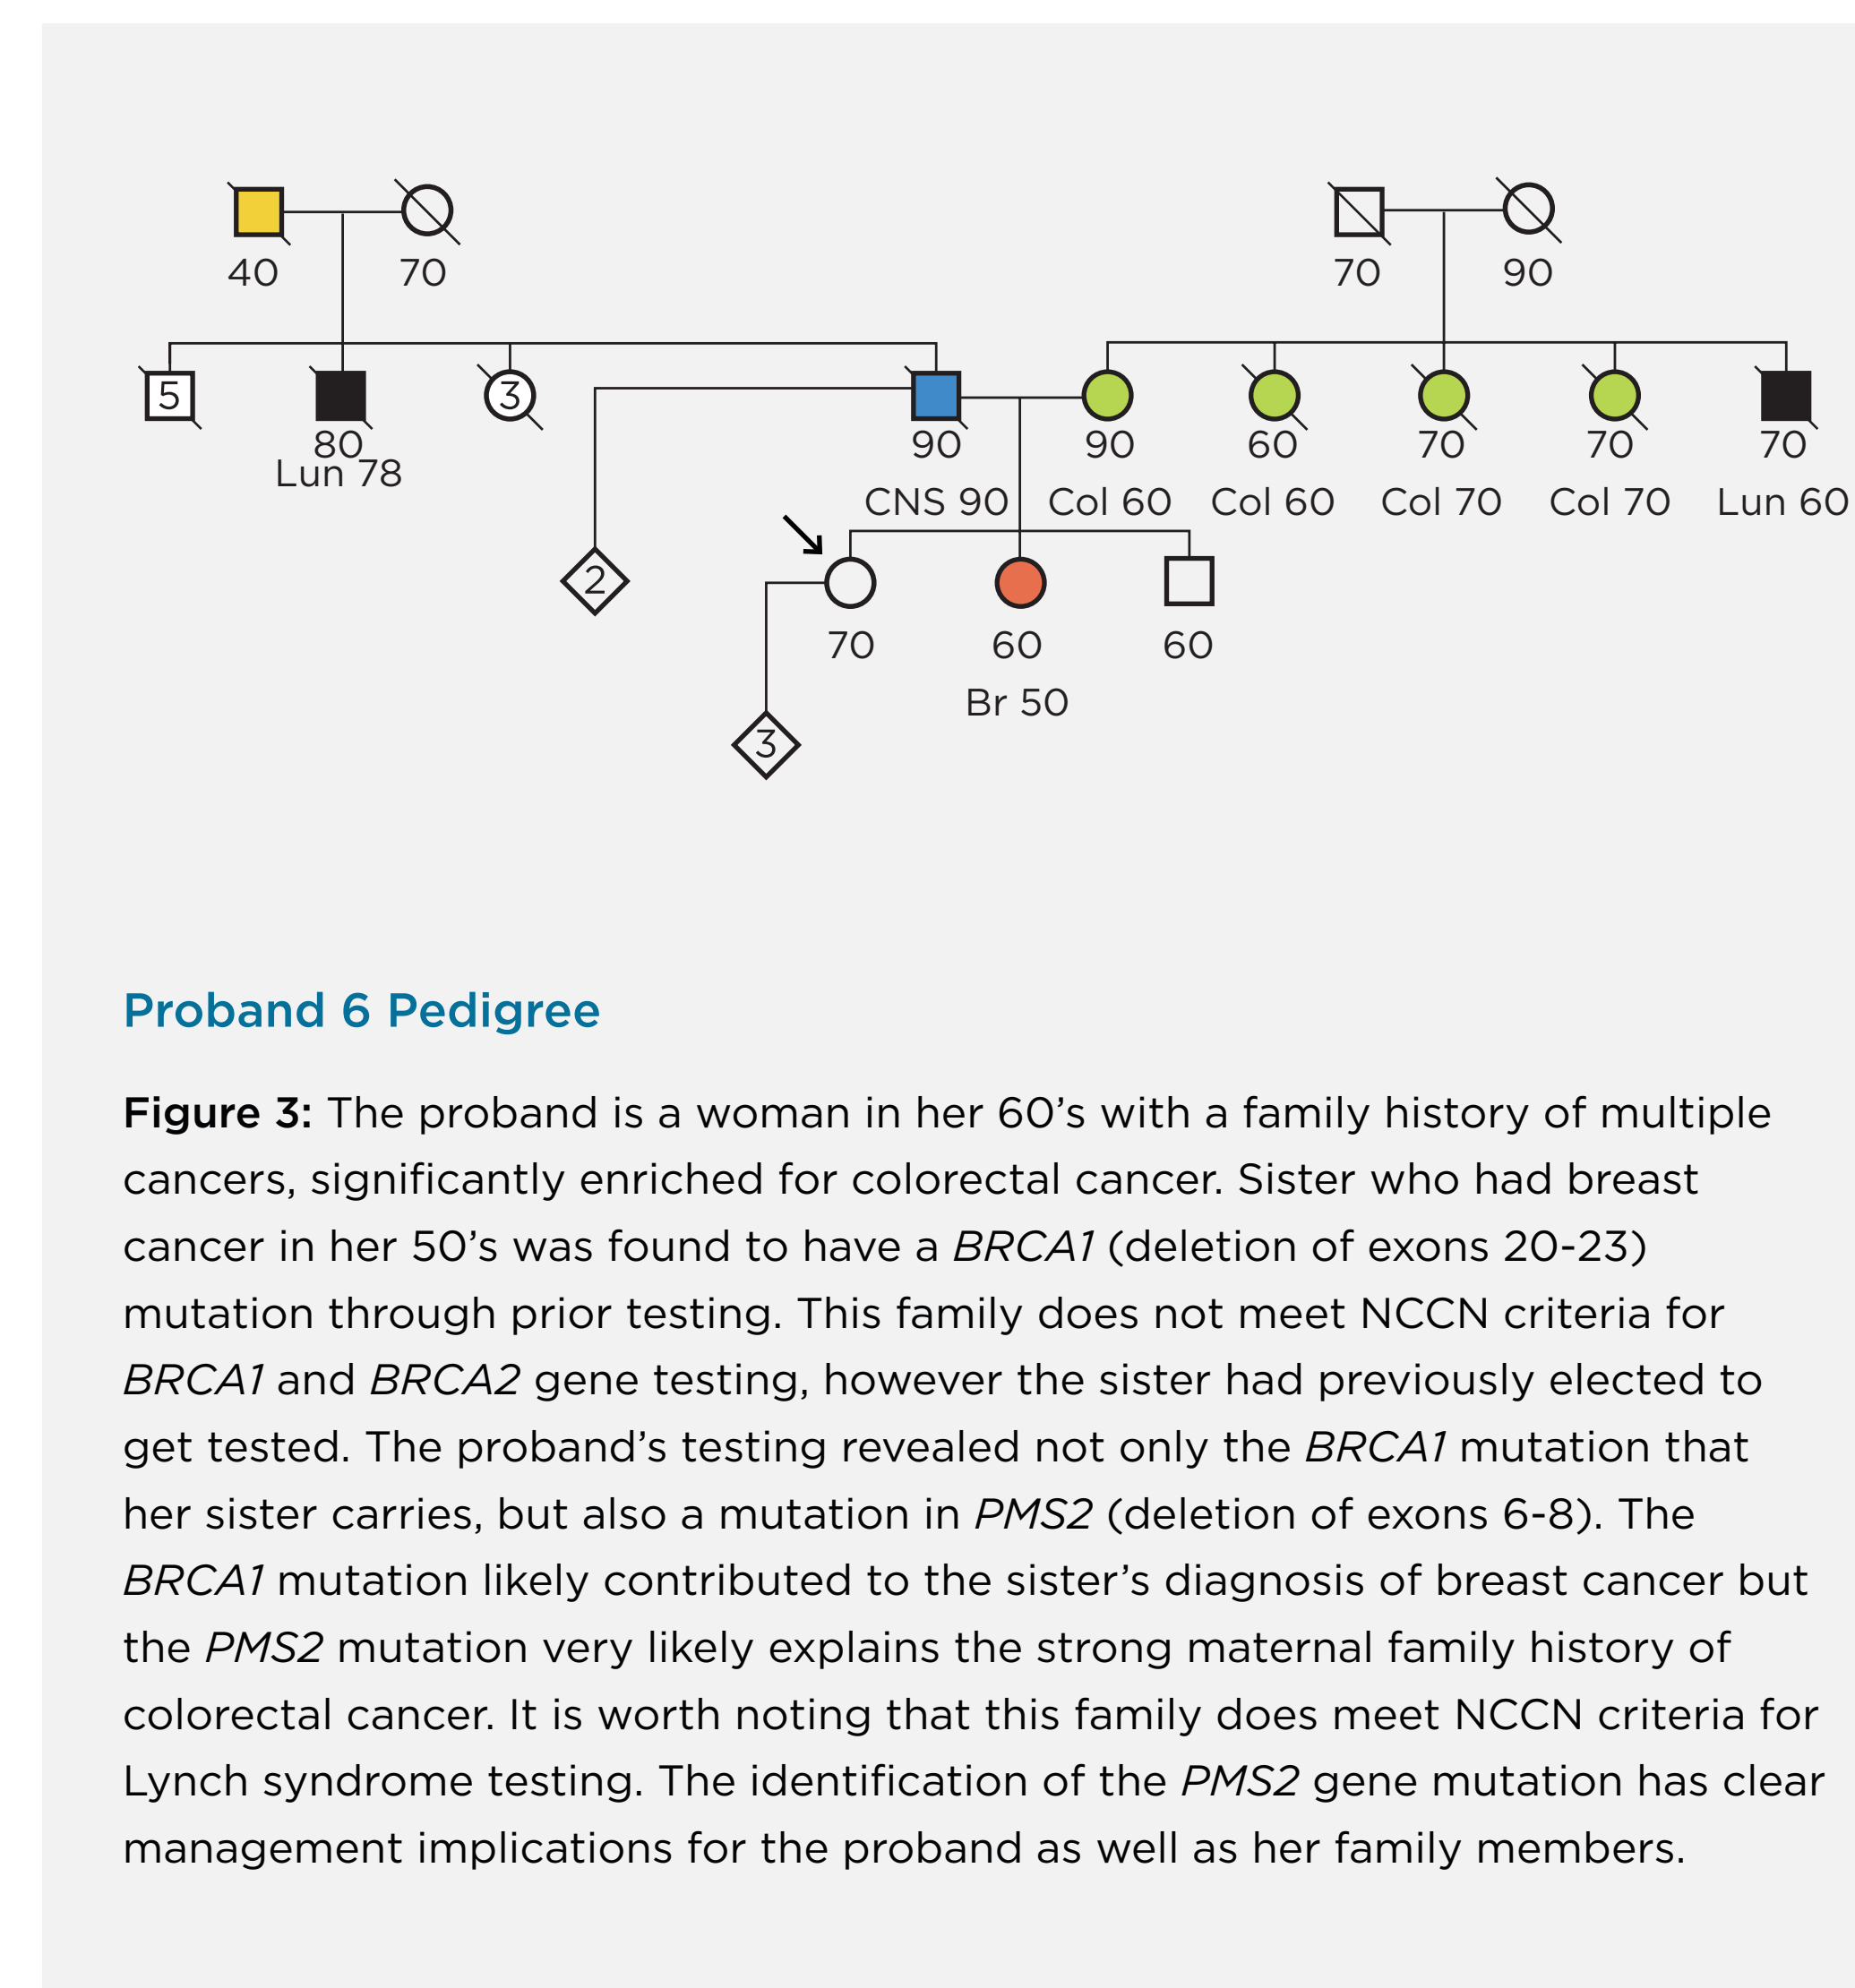 40 70 70 90
5 3
80 90 90 60 70 70 70
Lun 78
CNS 90 Col 60 Col 60 Col 70 Col 70 Lun 60
2
70 60 60
Br 50
3
Proband 6 Pedigree
Figure 3: The proband is a woman in her 60’s with a family history of multiple
cancers, significantly enriched for colorectal cancer. Sister who had breast
cancer in her 50’s was found to have a BRCA1 (deletion of exons 20-23)
mutation through prior testing. This family does not meet NCCN criteria for
BRCA1 and BRCA2 gene testing, however the sister had previously elected to
get tested. The proband’s testing revealed not only the BRCA1 mutation that
her sister carries, but also a mutation in PMS2 (deletion of exons 6-8). The
BRCA1 mutation likely contributed to the sister’s diagnosis of breast cancer but
the PMS2 mutation very likely explains the strong maternal family history of
colorectal cancer. It is worth noting that this family does meet NCCN criteria for
Lynch syndrome testing. The identification of the PMS2 gene mutation has clear
management implications for the proband as well as her family members.